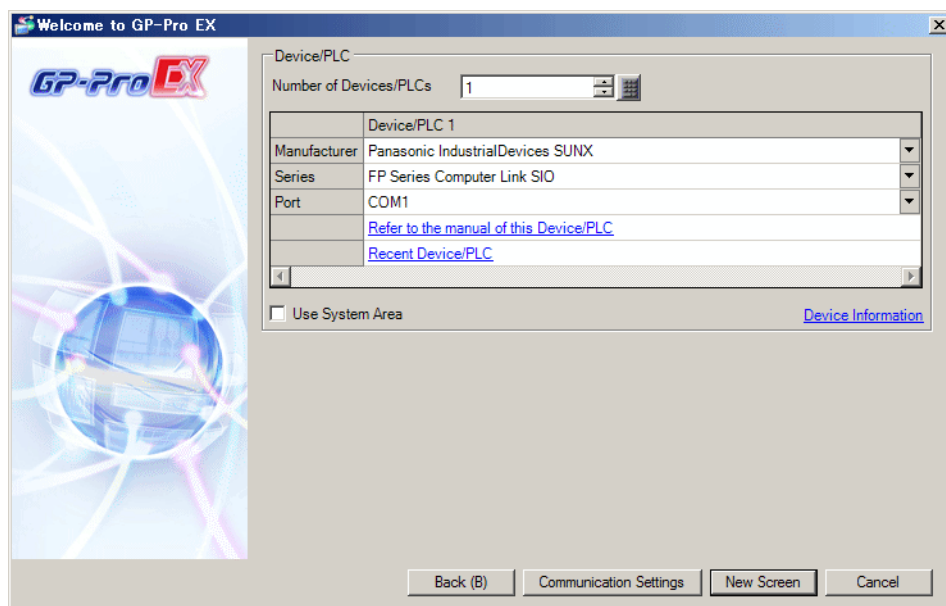 Welcome to GP-Pro EX
GP-Pro EX
Device/PLC
Number of Devices/PLCs 1
Device/PLC 1
Manufacturer Panasonic IndustrialDevices SUNX
Series FP Series Computer Link SIO
Port COM1
Refer to the manual of this Device/PLC
Recent Device/PLC
Use System Area Device Information
Back (B) Communication Settings New Screen Cancel